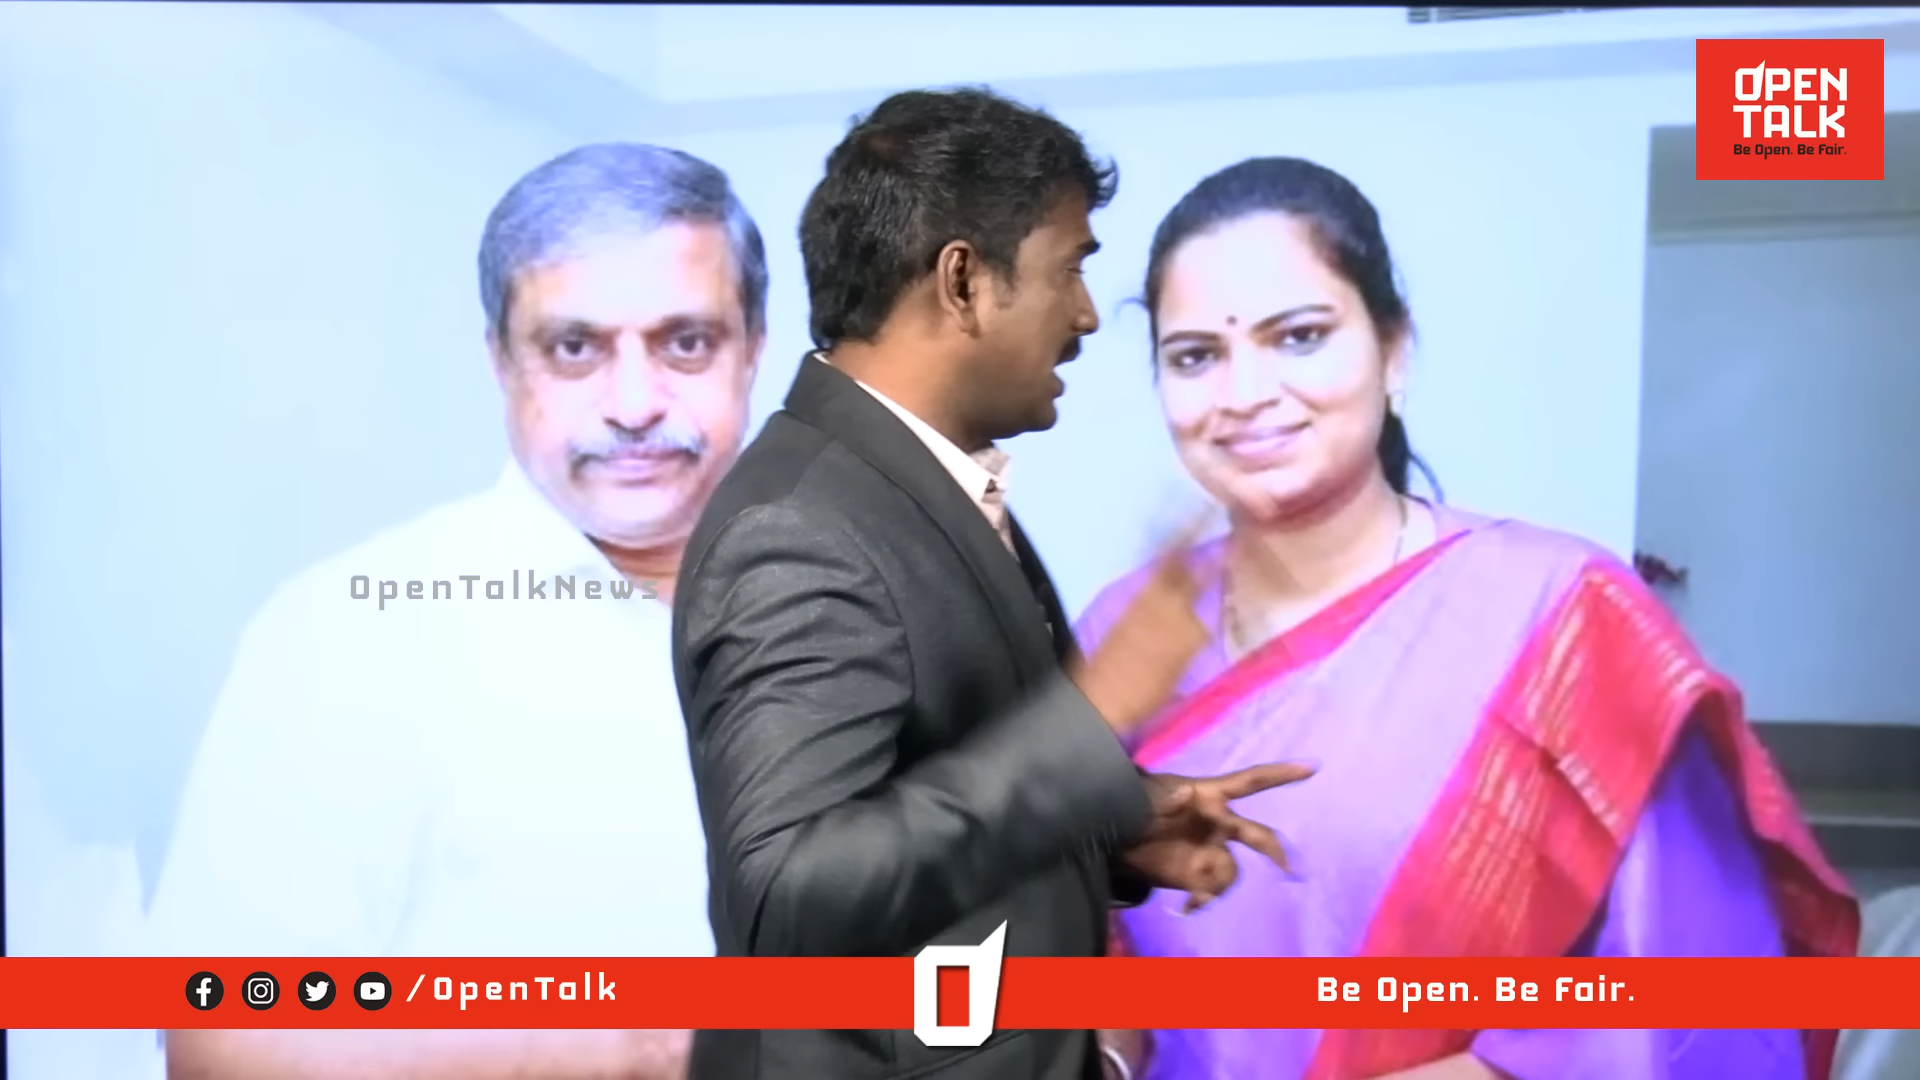 OPEN
TALK
Be Open. Be Fair.
OpenTalkNews
/OpenTalk
Be Open. Be Fair.